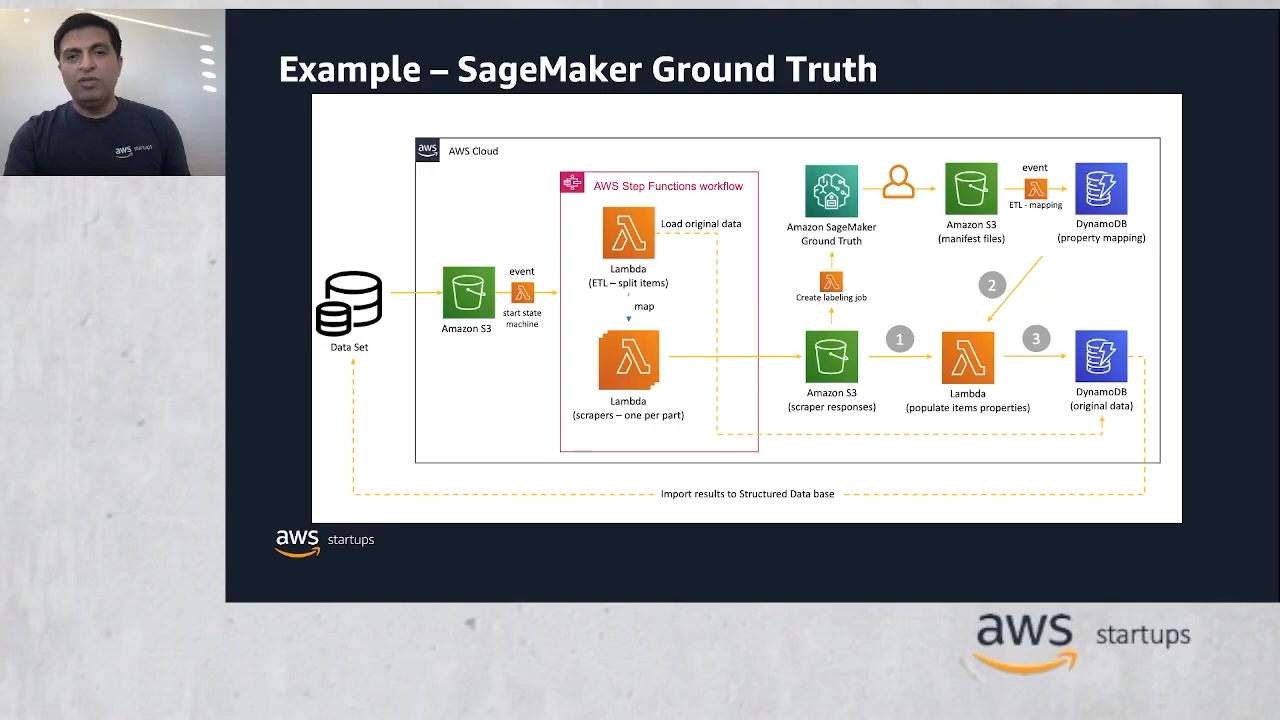 aws startups
Example – SageMaker Ground Truth
aws
AWS Cloud
AWS Step Functions workflow
Load original data
Lambda
(ETL – split items)
map
Lambda
(scrapers – one per part)
Data Set
Amazon S3
event
start state
machine
Amazon SageMaker
Ground Truth
Create labeling job
Amazon S3
(scraper responses)
Amazon S3
(manifest files)
event
ETL - mapping
DynamoDB
(property mapping)
1
2
3
Lambda
(populate items properties)
DynamoDB
(original data)
Import results to Structured Data base
aws startups
aws startups